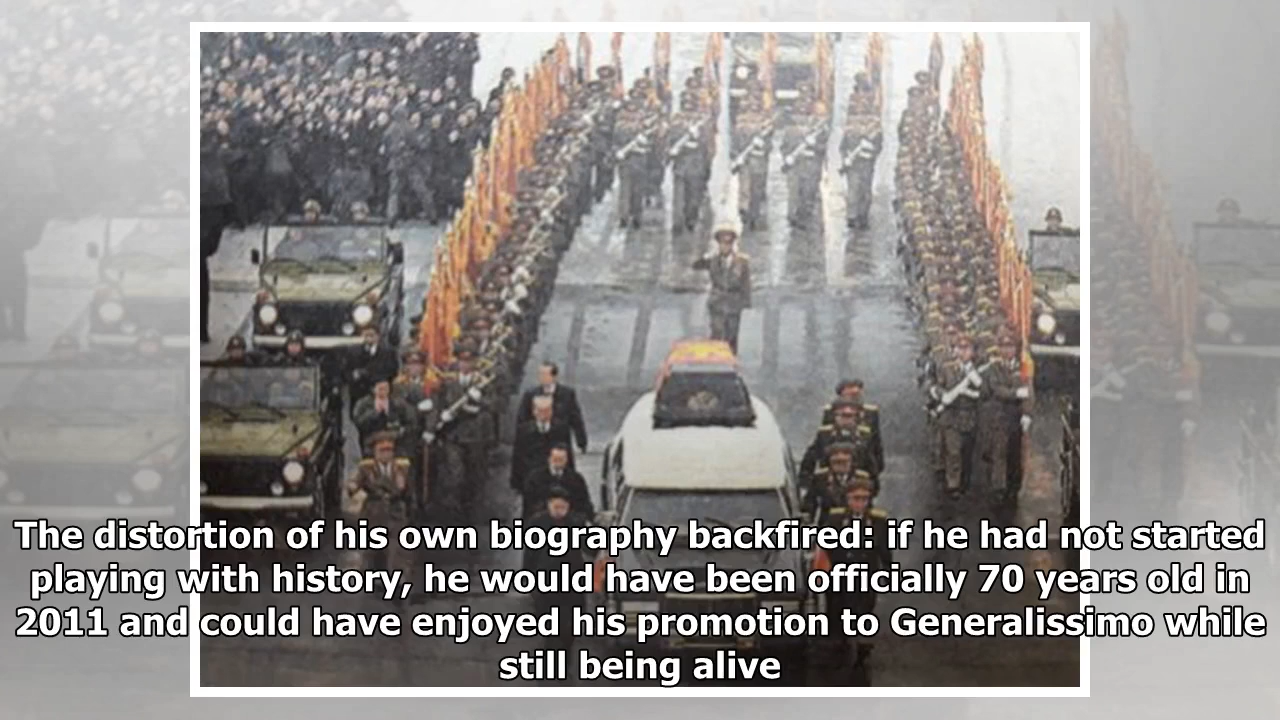 The distortion of his own biography backfired: if he had not started
playing with history, he would have been officially 70 years old in
2011 and could have enjoyed his promotion to Generalissimo while
still being alive